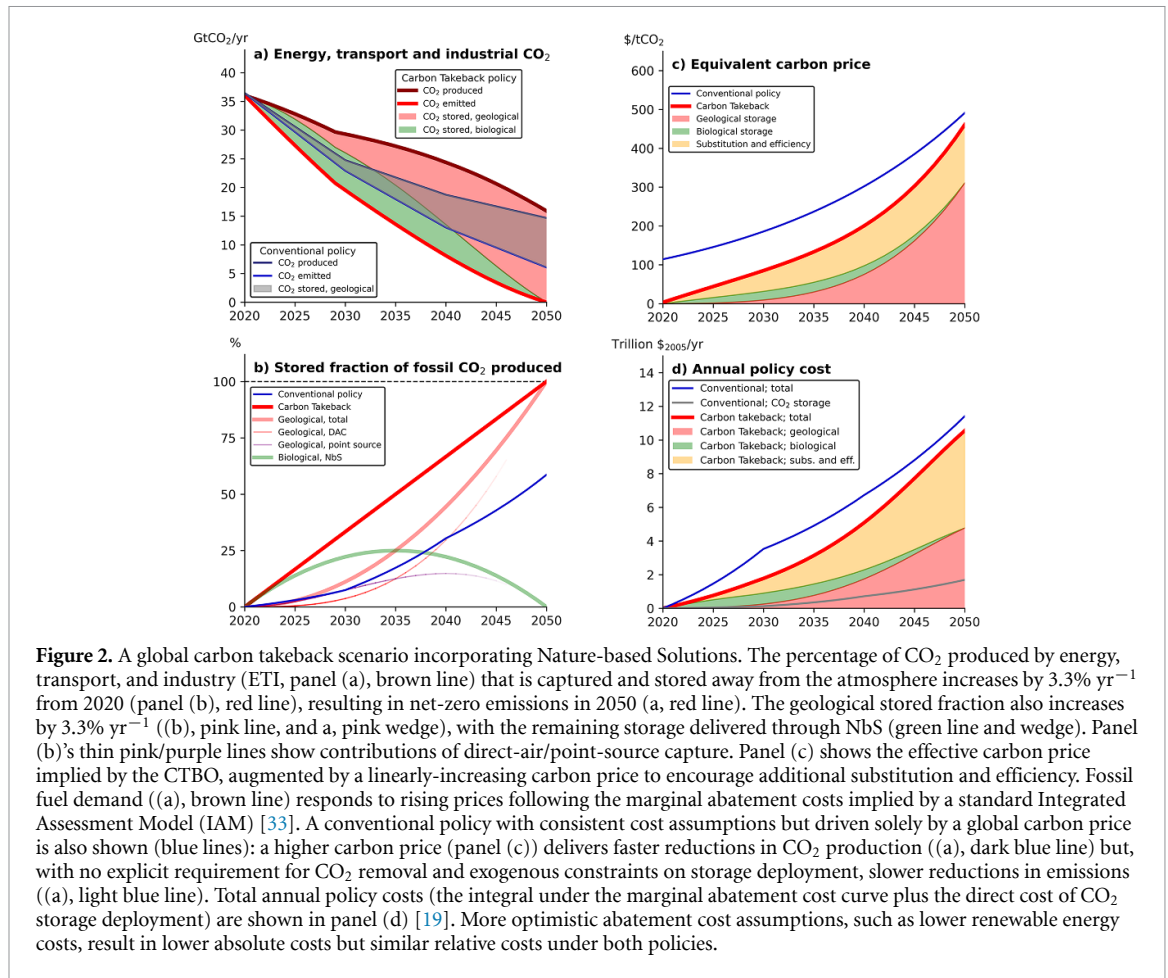 GtCO₂/yr
a) Energy, transport and industrial CO₂
40
35
30
25
20
15
10
5
0
2020 2025 2030 2035 2040 2045 2050
Carbon Takeback policy
CO₂ produced
CO₂ emitted
CO₂ stored, geological
CO₂ stored, biological
Conventional policy
CO₂ produced
CO₂ emitted
CO₂ stored, geological
$/tCO₂
c) Equivalent carbon price
600
500
400
300
200
100
0
2020 2025 2030 2035 2040 2045 2050
Conventional policy
Carbon Takeback
Geological storage
Biological storage
Substitution and efficiency
%
b) Stored fraction of fossil CO₂ produced
100
75
50
25
0
2020 2025 2030 2035 2040 2045 2050
Conventional policy
Carbon Takeback
Geological, total
Geological, DAC
Geological, point source
Biological, NbS
Trillion $₂₀₀₅/yr
d) Annual policy cost
14
12
10
8
6
4
2
0
2020 2025 2030 2035 2040 2045 2050
Conventional; total
Conventional; CO₂ storage
Carbon takeback; total
Carbon Takeback; geological
Carbon Takeback; biological
Carbon Takeback; subs. and eff.
Figure 2. A global carbon takeback scenario incorporating Nature-based Solutions. The percentage of CO₂ produced by energy,
transport, and industry (ETI, panel (a), brown line) that is captured and stored away from the atmosphere increases by 3.3% yr⁻¹
from 2020 (panel (b), red line), resulting in net-zero emissions in 2050 (a, red line). The geological stored fraction also increases
by 3.3% yr⁻¹ ((b), pink line, and a, pink wedge), with the remaining storage delivered through NbS (green line and wedge). Panel
(b)'s thin pink/purple lines show contributions of direct-air/point-source capture. Panel (c) shows the effective carbon price
implied by the CTBO, augmented by a linearly-increasing carbon price to encourage additional substitution and efficiency. Fossil
fuel demand ((a), brown line) responds to rising prices following the marginal abatement costs implied by a standard Integrated
Assessment Model (IAM) [33]. A conventional policy with consistent cost assumptions but driven solely by a global carbon price
is also shown (blue lines): a higher carbon price (panel (c)) delivers faster reductions in CO₂ production ((a), dark blue line) but,
with no explicit requirement for CO₂ removal and exogenous constraints on storage deployment, slower reductions in emissions
((a), light blue line). Total annual policy costs (the integral under the marginal abatement cost curve plus the direct cost of CO₂
storage deployment) are shown in panel (d) [19]. More optimistic abatement cost assumptions, such as lower renewable energy
costs, result in lower absolute costs but similar relative costs under both policies.